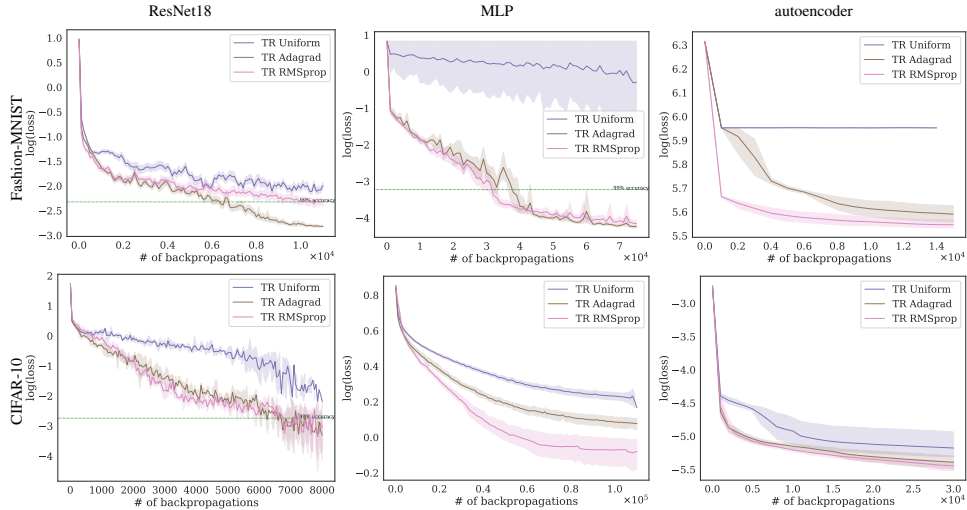 ResNet18
MLP
autoencoder
Fashion-MNIST
log(loss)
1.0
0.5
0.0
−0.5
−1.0
−1.5
−2.0
−2.5
−3.0
TR Uniform
TR Adagrad
TR RMSprop
99% accuracy
0.0 0.2 0.4 0.6 0.8 1.0
# of backpropagations
×10⁴
log(loss)
1
0
−1
−2
−3
−4
TR Uniform
TR Adagrad
TR RMSprop
99% accuracy
0 1 2 3 4 5 6 7
# of backpropagations
×10⁴
log(loss)
6.3
6.2
6.1
6.0
5.9
5.8
5.7
5.6
5.5
TR Uniform
TR Adagrad
TR RMSprop
0.0 0.2 0.4 0.6 0.8 1.0 1.2 1.4
# of backpropagations
×10⁴
CIFAR-10
log(loss)
2
1
0
−1
−2
−3
−4
TR Uniform
TR Adagrad
TR RMSprop
accuracy
0 1000 2000 3000 4000 5000 6000 7000 8000
# of backpropagations
log(loss)
0.8
0.6
0.4
0.2
0.0
−0.2
TR Uniform
TR Adagrad
TR RMSprop
0.0 0.2 0.4 0.6 0.8 1.0
# of backpropagations
×10⁵
log(loss)
−3.0
−3.5
−4.0
−4.5
−5.0
−5.5
TR Uniform
TR Adagrad
TR RMSprop
0.0 0.5 1.0 1.5 2.0 2.5 3.0
# of backpropagations
×10⁴